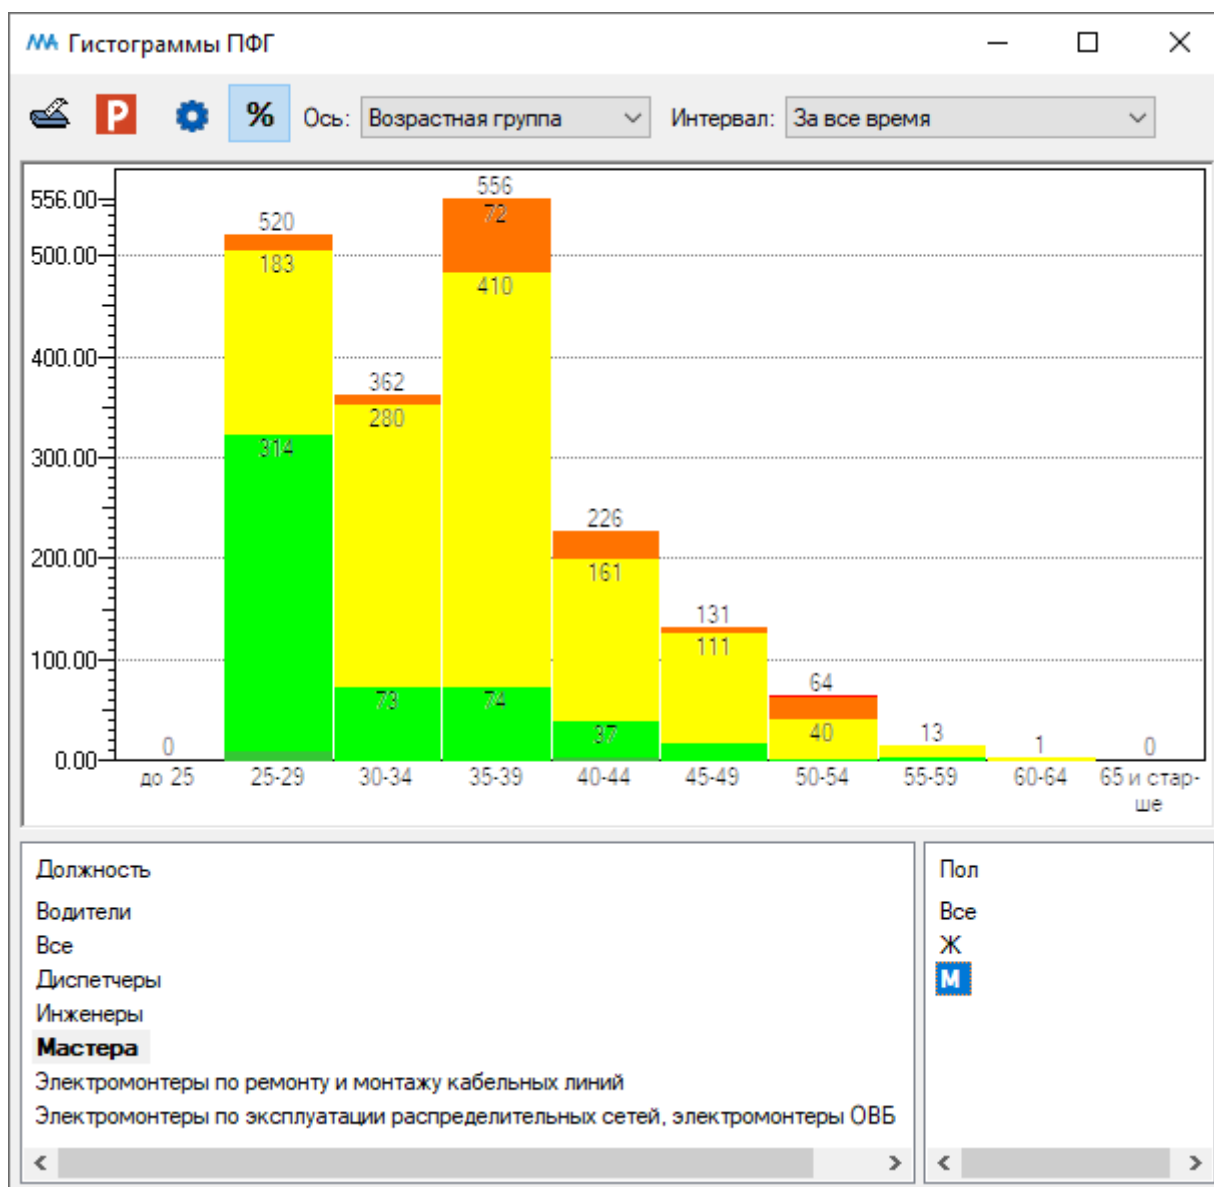 Гистограммы ПФГ
% Ось: Возрастная группа Интервал: За все время
556.00
500.00
400.00
300.00
200.00
100.00
0.00
0
520
183
314
362
280
73
556
72
410
74
226
161
37
131
111
64
40
13
1
0
до 25 25-29 30-34 35-39 40-44 45-49 50-54 55-59 60-64 65 и стар-
ше
Должность
Водители
Все
Диспетчеры
Инженеры
Мастера
Электромонтеры по ремонту и монтажу кабельных линий
Электромонтеры по эксплуатации распределительных сетей, электромонтеры ОВБ
Пол
Все
Ж
М